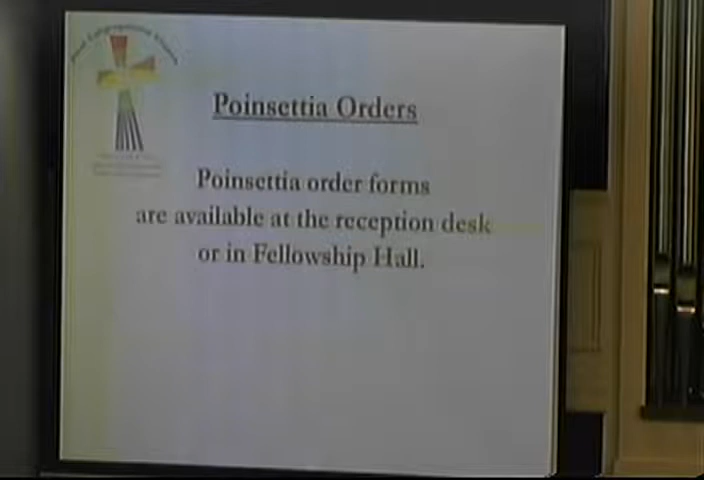 Poinsettia Orders
Poinsettia order forms
are available at the reception desk
or in Fellowship Hall.